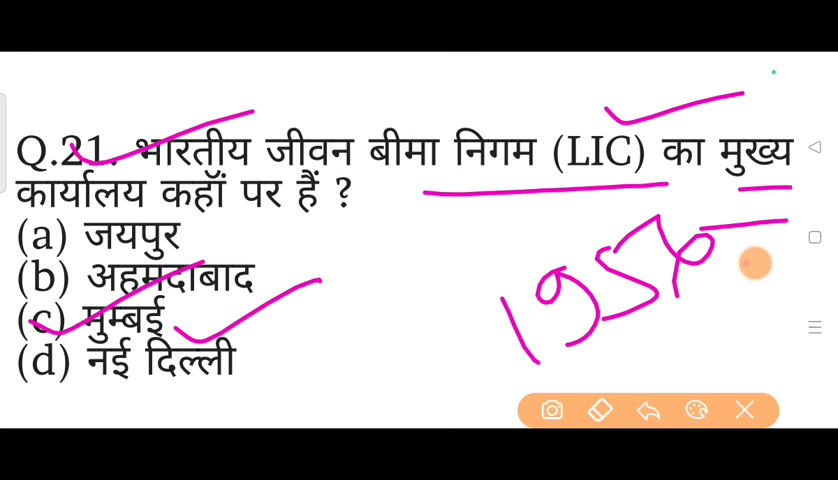 Q.21. भारतीय जीवन बीमा निगम (LIC) का मुख्य
कार्यालय कहाॅं पर हैं ?
(a) जयपुर
(b) अहमदाबाद
(c) मुम्बई
(d) नई दिल्ली
1956